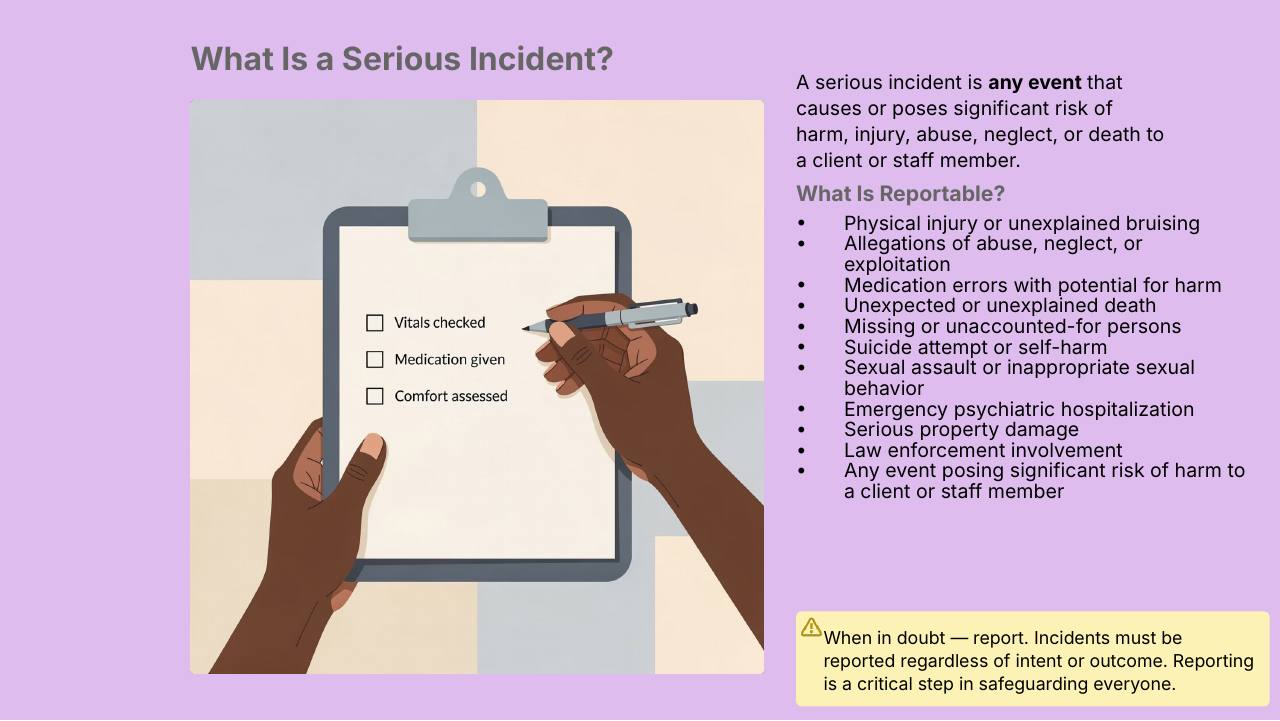 What Is a Serious Incident?
Vitals checked
Medication given
Comfort assessed
A serious incident is any event that
causes or poses significant risk of
harm, injury, abuse, neglect, or death to
a client or staff member.
What Is Reportable?
• Physical injury or unexplained bruising
• Allegations of abuse, neglect, or
exploitation
• Medication errors with potential for harm
• Unexpected or unexplained death
• Missing or unaccounted-for persons
• Suicide attempt or self-harm
• Sexual assault or inappropriate sexual
behavior
• Emergency psychiatric hospitalization
• Serious property damage
• Law enforcement involvement
• Any event posing significant risk of harm to
a client or staff member
When in doubt — report. Incidents must be
reported regardless of intent or outcome. Reporting
is a critical step in safeguarding everyone.